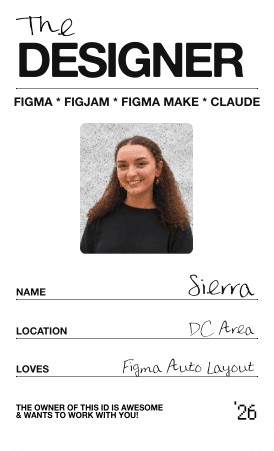 The
DESIGNER
FIGMA * FIGJAM * FIGMA MAKE * CLAUDE
NAME Sierra
LOCATION DC Area
LOVES Figma Auto Layout
THE OWNER OF THIS ID IS AWESOME
& WANTS TO WORK WITH YOU!
'26